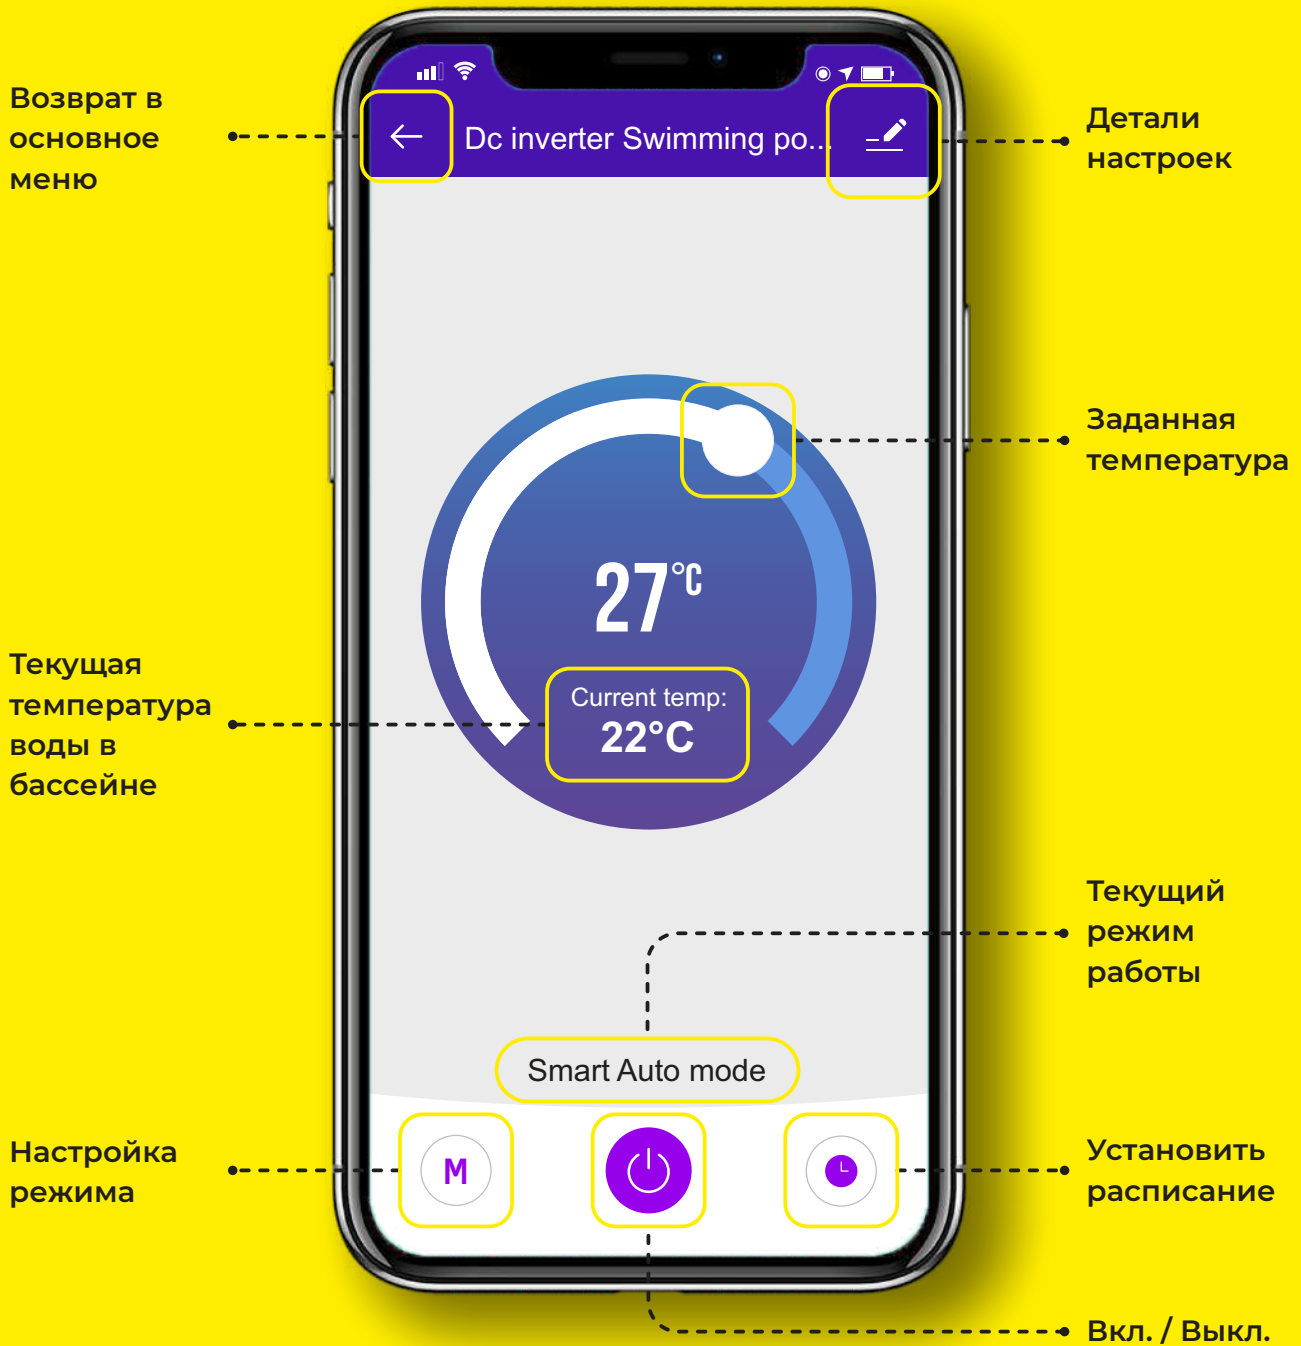 Возврат в
основное
меню
Dc inverter Swimming po...
Детали
настроек
Заданная
температура
27°C
Текущая
температура
воды в
бассейне
Current temp:
22°C
Текущий
режим
работы
Smart Auto mode
Настройка
режима
M
Установить
расписание
Вкл. / Выкл.